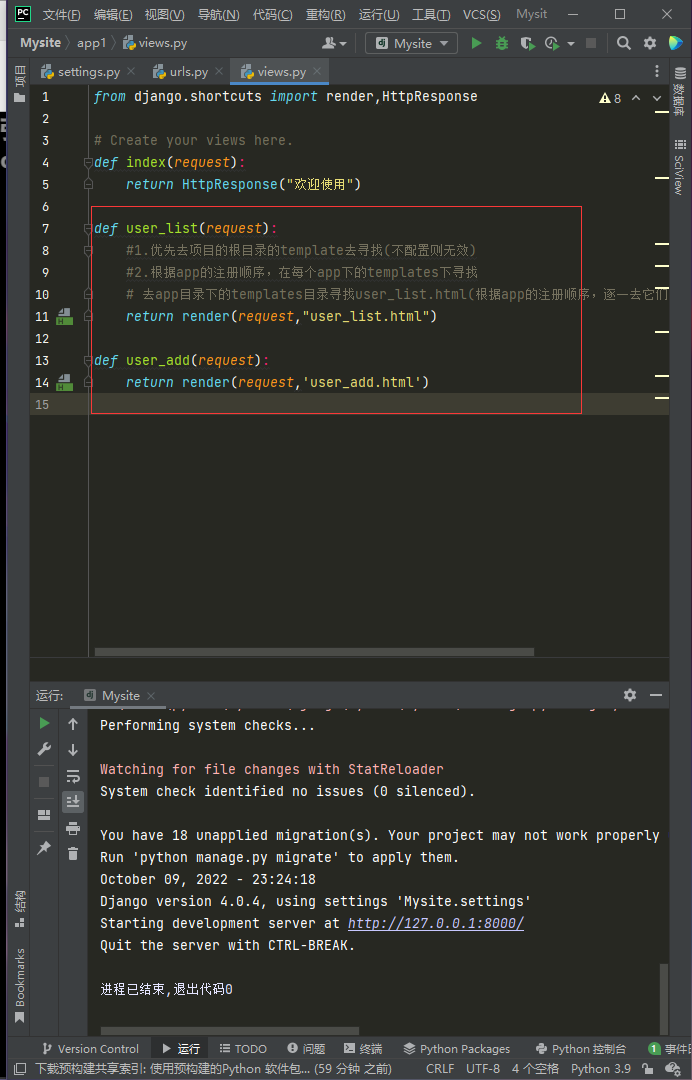 PC 文件(F) 编辑(E) 视图(V) 导航(N) 代码(C) 重构(R) 运行(U) 工具(T) VCS(S) Mysit
Mysite app1 views.py Mysite
项目 settings.py urls.py views.py
数据库
SciView
8
1 from django.shortcuts import render,HttpResponse
2
3 # Create your views here.
4 def index(request):
5 return HttpResponse("欢迎使用")
6
7 def user_list(request):
8 #1.优先去项目的根目录的template去寻找(不配置则无效)
9 #2.根据app的注册顺序，在每个app下的templates下寻找
10 # 去app目录下的templates目录寻找user_list.html(根据app的注册顺序，逐一去它们
11 return render(request,"user_list.html")
12
13 def user_add(request):
14 return render(request,'user_add.html')
15
运行: Mysite
Performing system checks...
Watching for file changes with StatReloader
System check identified no issues (0 silenced).
You have 18 unapplied migration(s). Your project may not work properly
Run 'python manage.py migrate' to apply them.
October 09, 2022 - 23:24:18
Django version 4.0.4, using settings 'Mysite.settings'
Starting development server at http://127.0.0.1:8000/
Quit the server with CTRL-BREAK.
进程已结束,退出代码0
结构
Bookmarks
Version Control 运行 TODO 问题 终端 Python Packages Python 控制台 1 事件日
下载预构建共享索引: 使用预构建的Python 软件包... (59 分钟 之前) CRLF UTF-8 4 个空格 Python 3.9